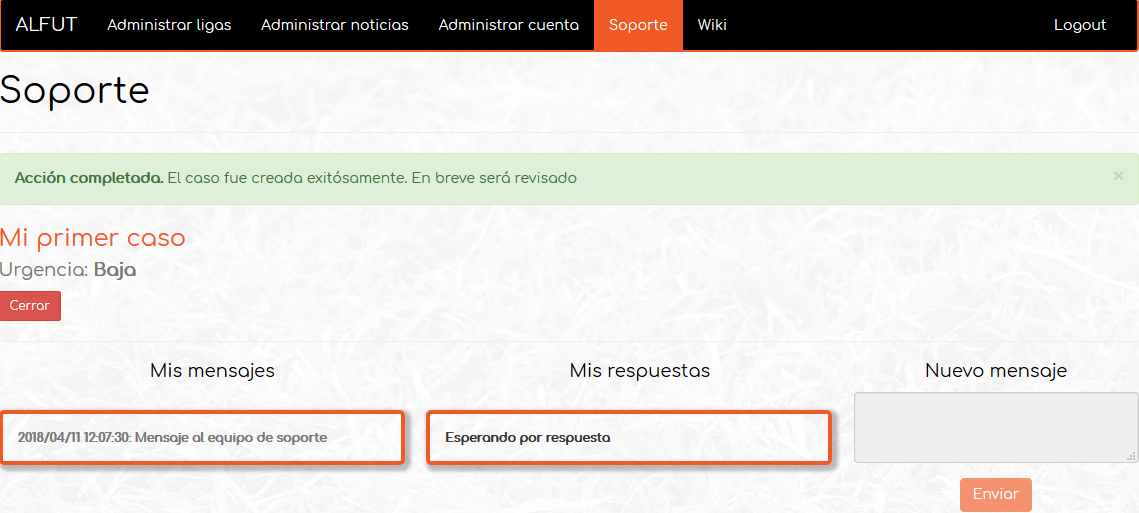 ALFUT Administrar ligas Administrar noticias Administrar cuenta Soporte Wiki Logout
Soporte
Acción completada. El caso fue creada exitósamente. En breve será revisado ×
Mi primer caso
Urgencia: Baja
Cerrar
Mis mensajes Mis respuestas Nuevo mensaje
2018/04/11 12:07:30: Mensaje al equipo de soporte Esperando por respuesta
Enviar